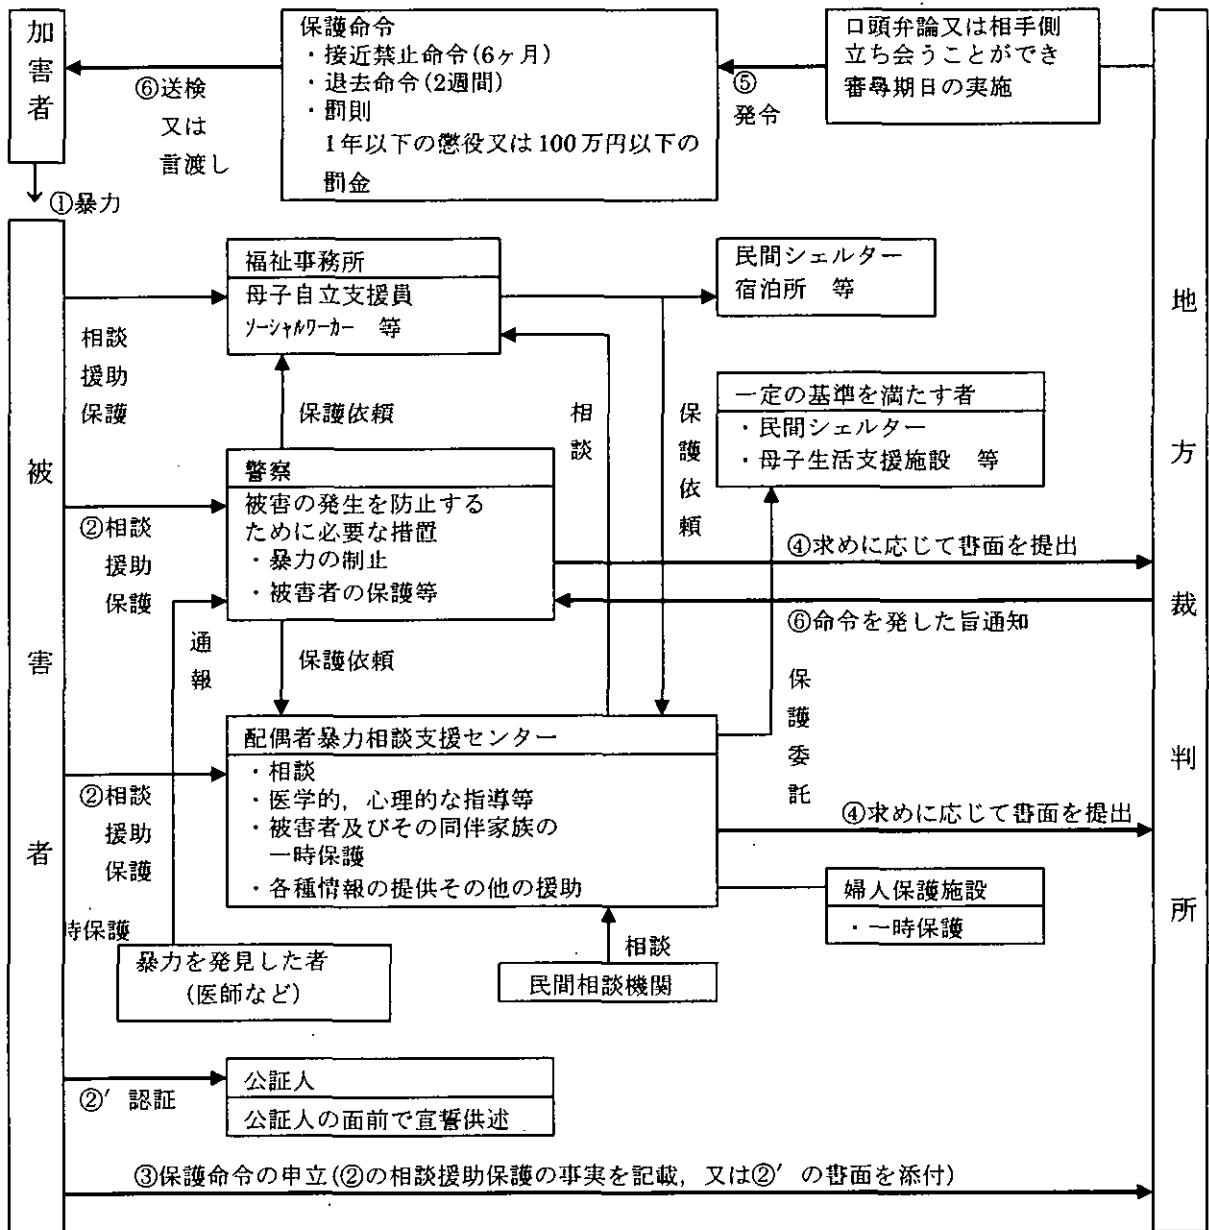 加害者
保護命令
・接近禁止命令(6ヶ月)
・退去命令(2週間)
・罰則
1年以下の懲役又は100万円以下の
罰金
口頭弁論又は相手側
立ち会うことができ
審尋期日の実施
⑥送検
又は
言渡し
⑤
発令
①暴力
被害者
地方裁判所
福祉事務所
母子自立支援員
ソーシャルワーカー 等
民間シェルター
宿泊所 等
相談
援助
保護
保護依頼
相談
保護依頼
一定の基準を満たす者
・民間シェルター
・母子生活支援施設 等
警察
被害の発生を防止する
ために必要な措置
・暴力の制止
・被害者の保護等
②相談
援助
保護
④求めに応じて書面を提出
⑥命令を発した旨通知
通報
保護依頼
保護委託
配偶者暴力相談支援センター
・相談
・医学的，心理的な指導等
・被害者及びその同伴家族の
一時保護
・各種情報の提供その他の援助
②相談
援助
保護
④求めに応じて書面を提出
婦人保護施設
・一時保護
時保護
暴力を発見した者
(医師など)
相談
民間相談機関
②′ 認証
公証人
公証人の面前で宣誓供述
③保護命令の申立(②の相談援助保護の事実を記載，又は②′ の書面を添付)